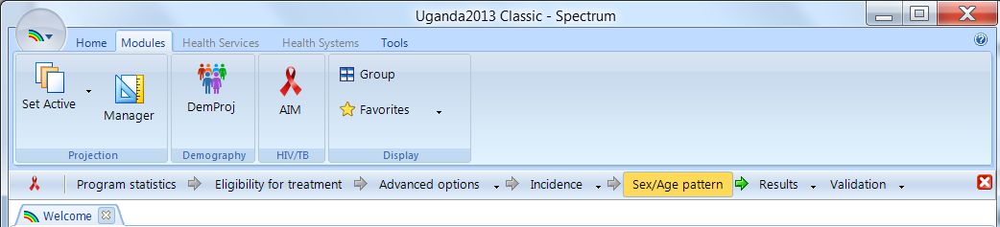 Uganda2013 Classic - Spectrum
Home Modules Health Services Health Systems Tools
Set Active
Manager
Projection
DemProj
Demography
AIM
HIV/TB
Group
Favorites
Display
Program statistics Eligibility for treatment Advanced options Incidence Sex/Age pattern Results Validation
Welcome